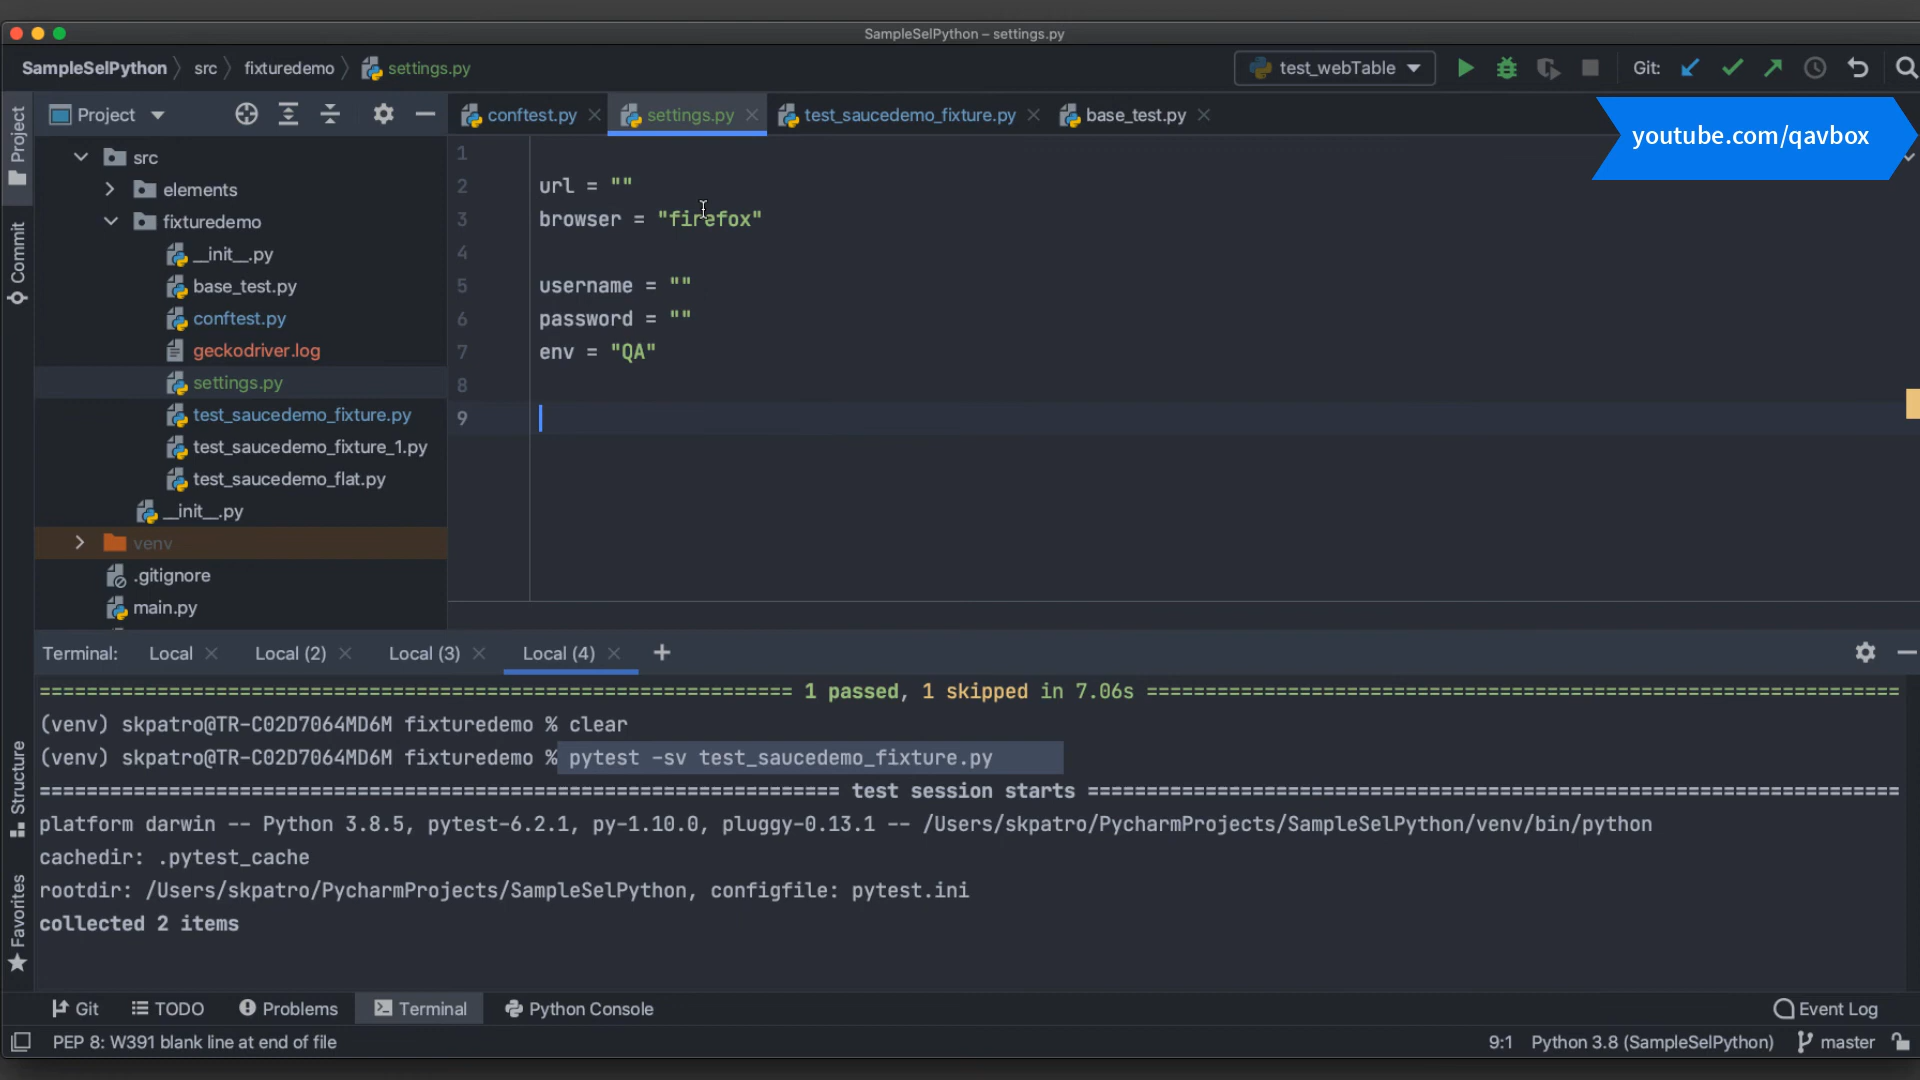 SampleSelPython – settings.py
SampleSelPython src fixturedemo settings.py test_webTable Git:
Project conftest.py settings.py test_saucedemo_fixture.py base_test.py
youtube.com/qavbox
Project
Commit
Structure
Favorites
src
elements
fixturedemo
__init__.py
base_test.py
conftest.py
geckodriver.log
settings.py
test_saucedemo_fixture.py
test_saucedemo_fixture_1.py
test_saucedemo_flat.py
__init__.py
venv
.gitignore
main.py
1
2 url = ""
3 browser = "firefox"
4
5 username = ""
6 password = ""
7 env = "QA"
8
9
Terminal: Local Local (2) Local (3) Local (4)
================================================================ 1 passed, 1 skipped in 7.06s ================================================================
(venv) skpatro@TR-C02D7064MD6M fixturedemo % clear
(venv) skpatro@TR-C02D7064MD6M fixturedemo % pytest -sv test_saucedemo_fixture.py
==================================================================== test session starts =====================================================================
platform darwin -- Python 3.8.5, pytest-6.2.1, py-1.10.0, pluggy-0.13.1 -- /Users/skpatro/PycharmProjects/SampleSelPython/venv/bin/python
cachedir: .pytest_cache
rootdir: /Users/skpatro/PycharmProjects/SampleSelPython, configfile: pytest.ini
collected 2 items
Git TODO Problems Terminal Python Console Event Log
PEP 8: W391 blank line at end of file 9:1 Python 3.8 (SampleSelPython) master